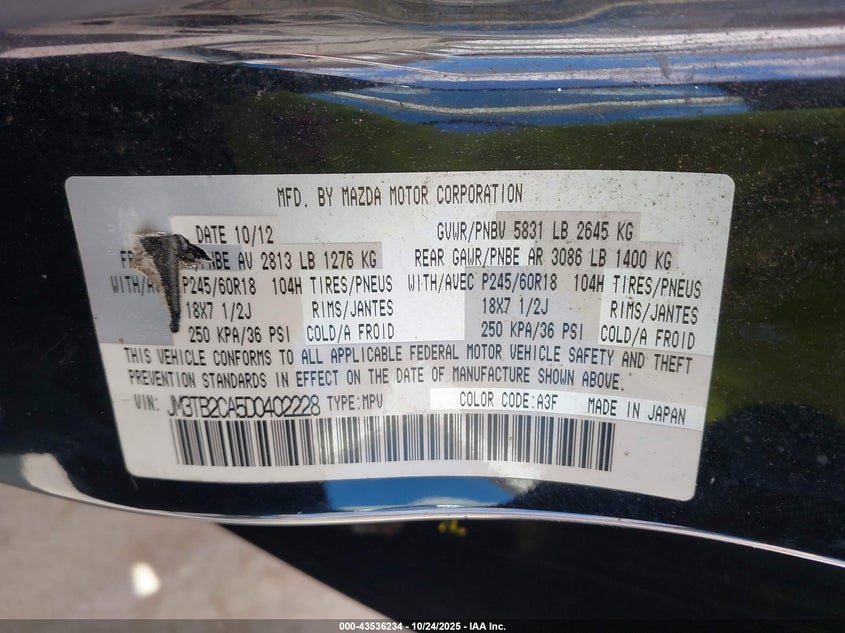 MFD. BY MAZDA MOTOR CORPORATION
DATE 10/12 GVWR/PNBV 5831 LB 2645 KG
AV 2813 LB 1276 KG REAR GAWR/PNBE AR 3086 LB 1400 KG
P245/60R18 104H TIRES/PNEUS WITH/AVEC P245/60R18 104H TIRES/PNEUS
18X7 1/2J RIMS/JANTES 18X7 1/2J RIMS/JANTES
250 KPA/36 PSI COLD/A FROID 250 KPA/36 PSI COLD/A FROID
THIS VEHICLE CONFORMS TO ALL APPLICABLE FEDERAL MOTOR VEHICLE SAFETY AND THEFT
PREVENTION STANDARDS IN EFFECT ON THE DATE OF MANUFACTURE SHOWN ABOVE.
VIN: JM3TB2CA5D0402228 TYPE:MPV COLOR CODE:A3F MADE IN JAPAN
000-43536234 - 10/24/2025 - IAA Inc.